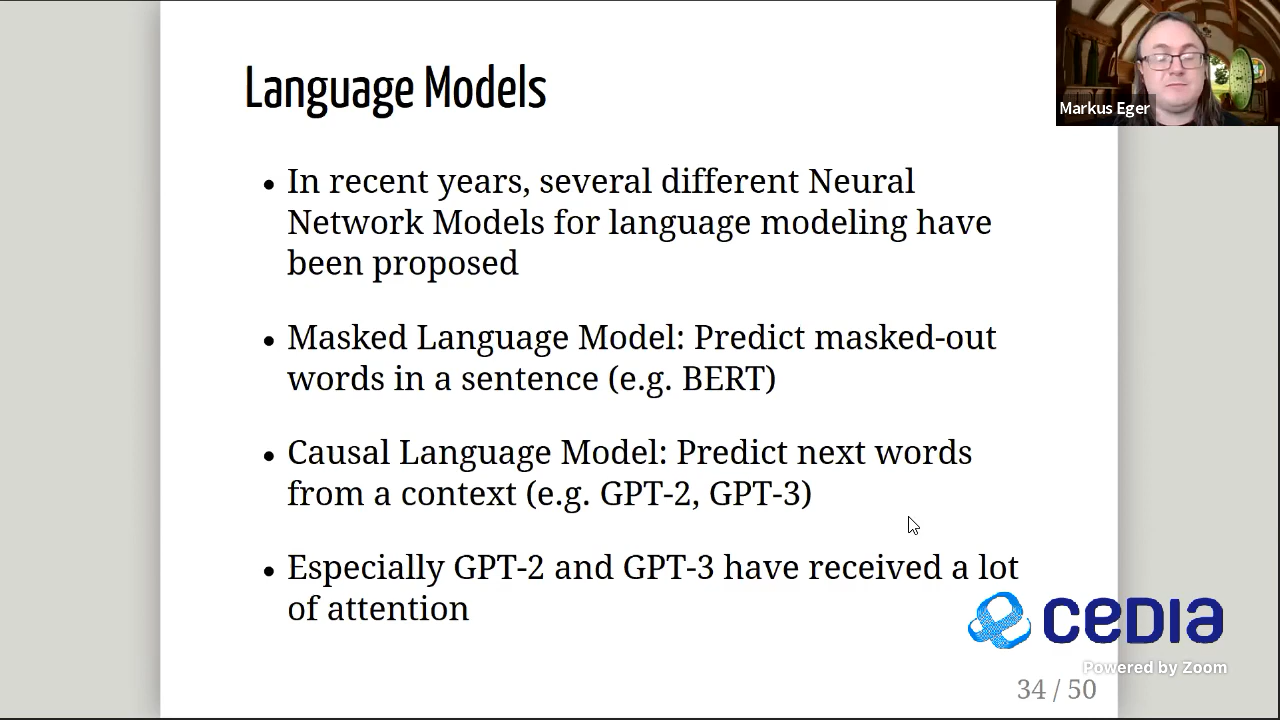 Language Models
Markus Eger
• In recent years, several different Neural
Network Models for language modeling have
been proposed
• Masked Language Model: Predict masked-out
words in a sentence (e.g. BERT)
• Causal Language Model: Predict next words
from a context (e.g. GPT-2, GPT-3)
• Especially GPT-2 and GPT-3 have received a lot
of attention
CEDIA
Powered by Zoom
34 / 50